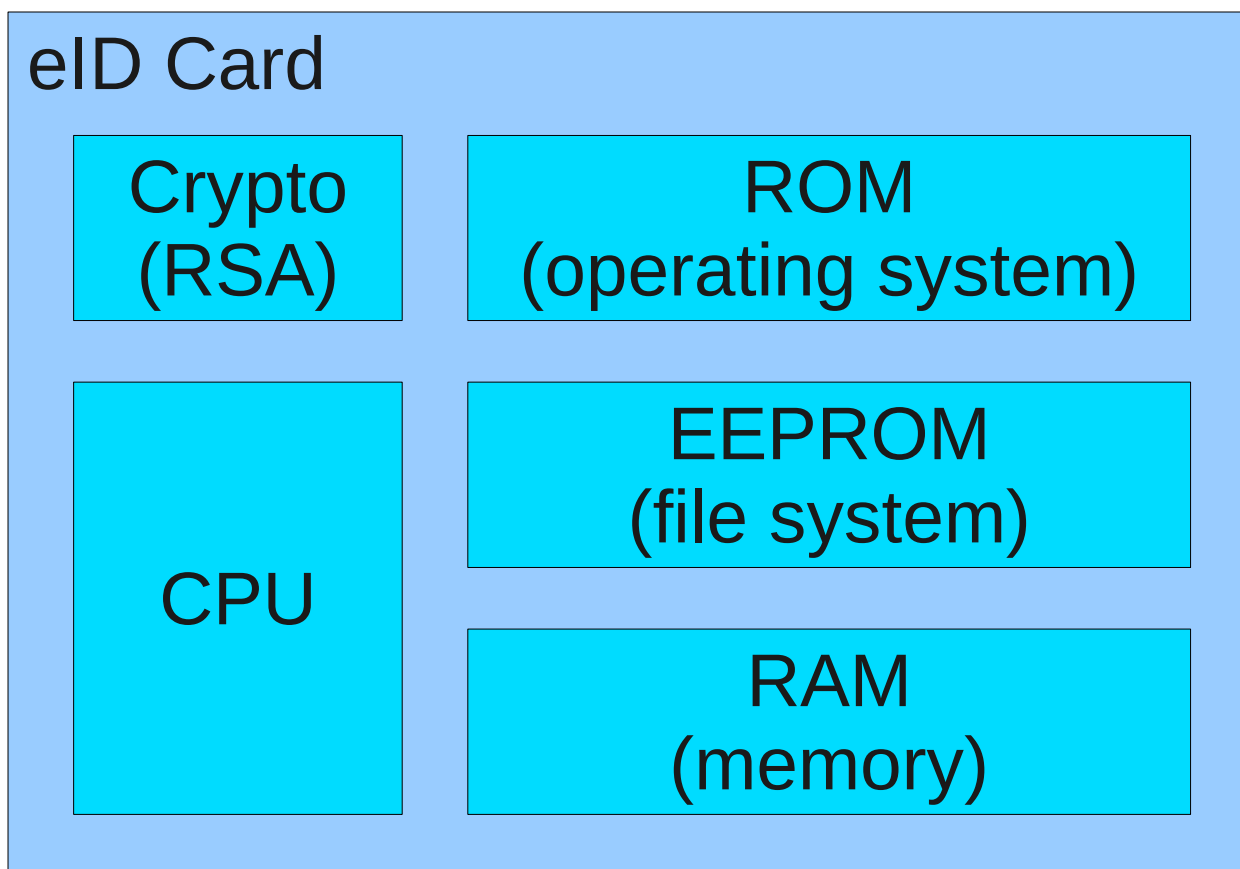 eID Card
Crypto
(RSA)
ROM
(operating system)
CPU
EEPROM
(file system)
RAM
(memory)